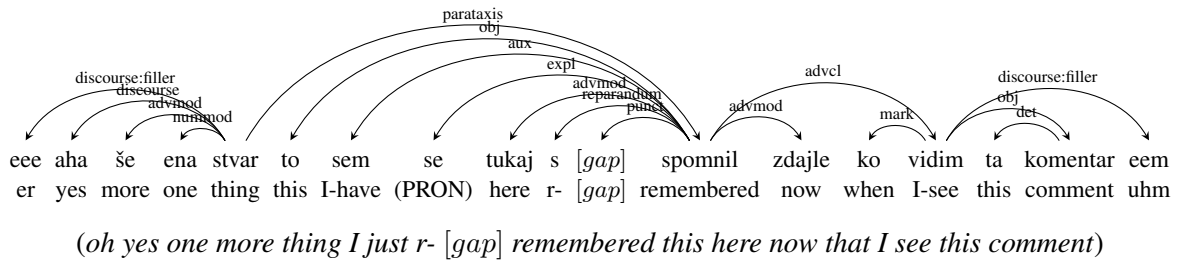 parataxis
obj
aux
expl
discourse:filler
discourse
advmod
nummod
advmod
reparandum
punct
advmod
advcl
mark
discourse:filler
obj
det
eee aha še ena stvar to sem se tukaj s [gap] spomnil zdajle ko vidim ta komentar eem
er yes more one thing this I-have (PRON) here r- [gap] remembered now when I-see this comment uhm
(oh yes one more thing I just r- [gap] remembered this here now that I see this comment)